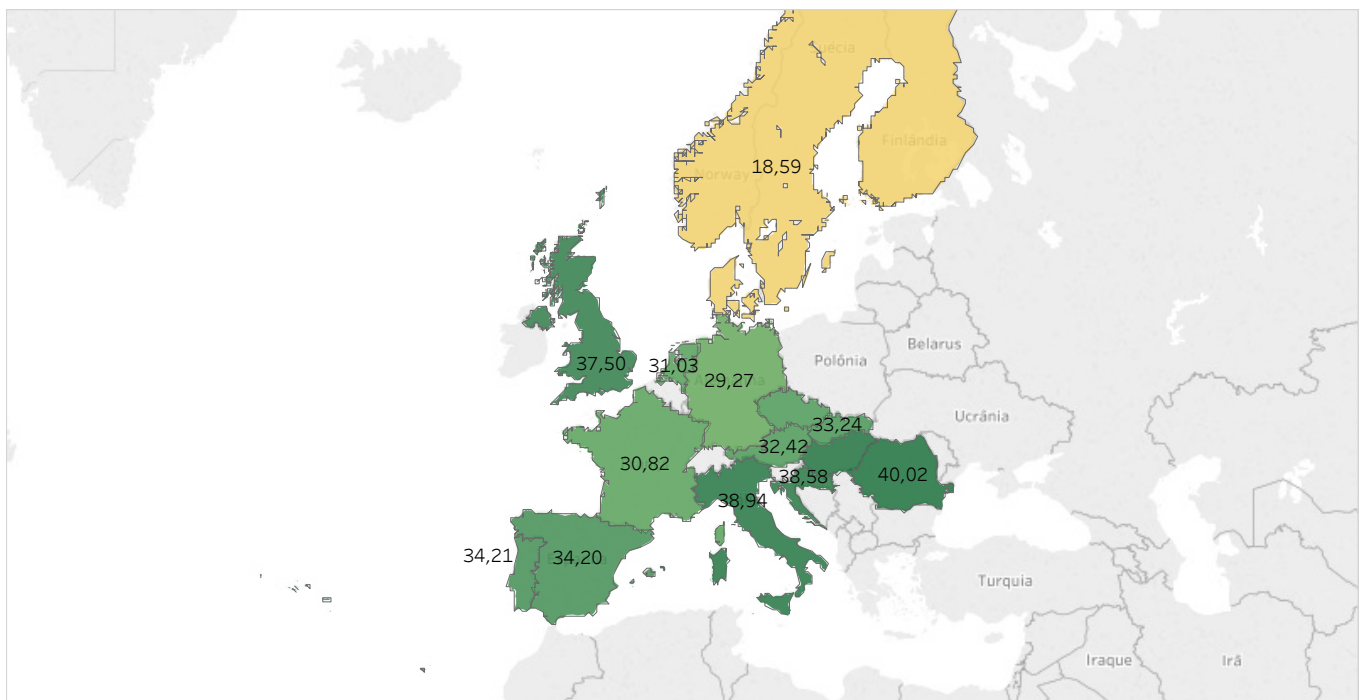 Suécia
Finlândia
Norway
18,59
Belarus
Polónia
37,50
31,03
29,27
Ucrânia
33,24
32,42
30,82
38,58
40,02
38,94
34,21
34,20
Turquia
Iraque
Irã